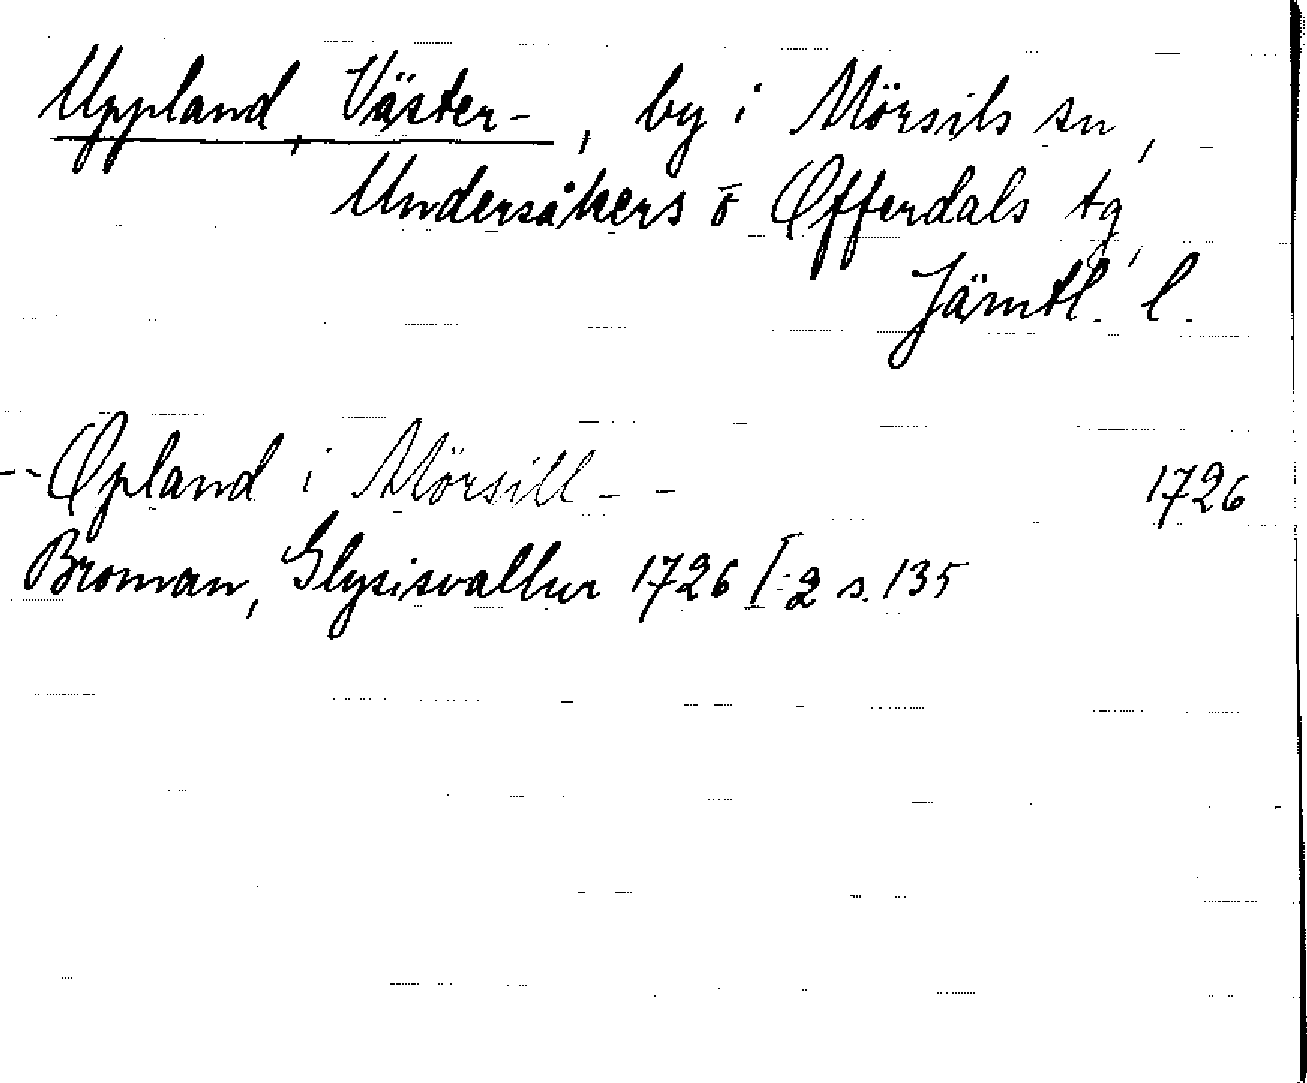 Uppland, Väster-, by i Mörsils sn,
Undersåkers o Offerdals tg,
Jämtl. l.
-- Opland i Mörsill - - 1726
Broman, Glysisvallur 1726 I:2 s. 135